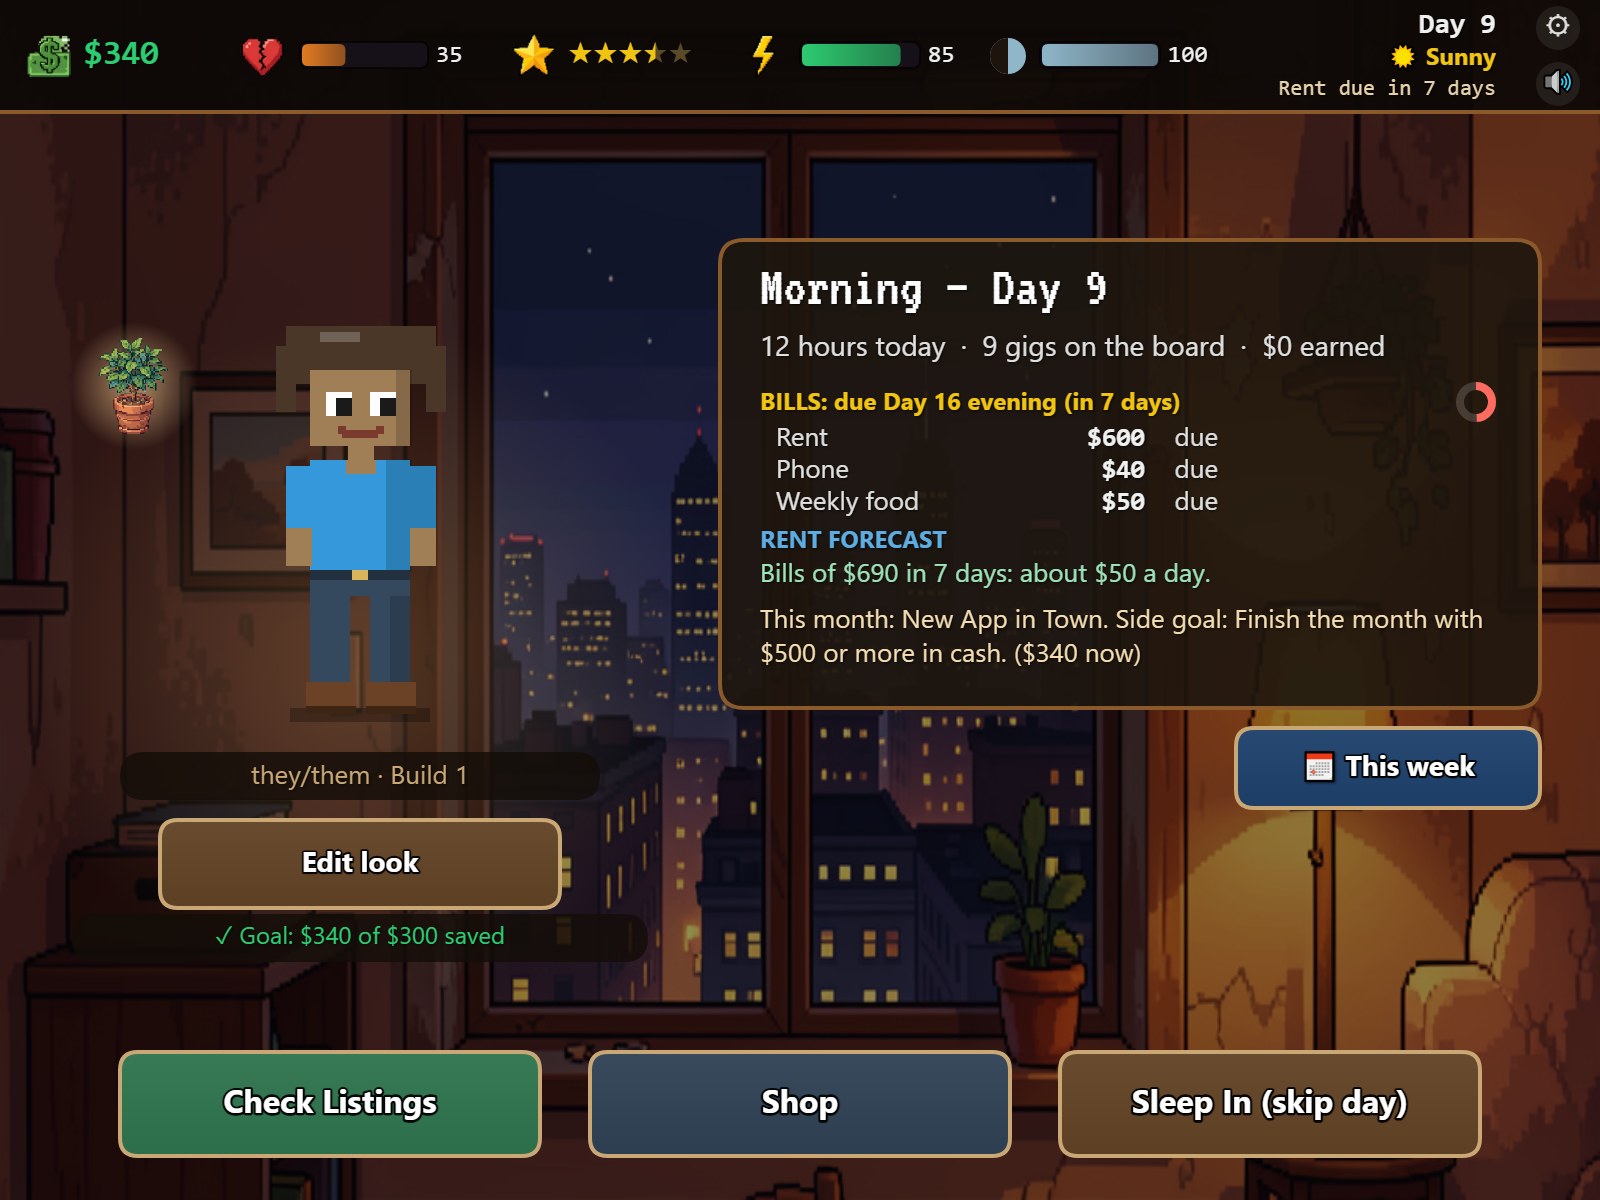 $340
35
85
100
Day 9
Sunny
Rent due in 7 days
Morning - Day 9
12 hours today · 9 gigs on the board · $0 earned
BILLS: due Day 16 evening (in 7 days)
Rent $600 due
Phone $40 due
Weekly food $50 due
RENT FORECAST
Bills of $690 in 7 days: about $50 a day.
This month: New App in Town. Side goal: Finish the month with
$500 or more in cash. ($340 now)
This week
they/them · Build 1
Edit look
✓ Goal: $340 of $300 saved
Check Listings
Shop
Sleep In (skip day)